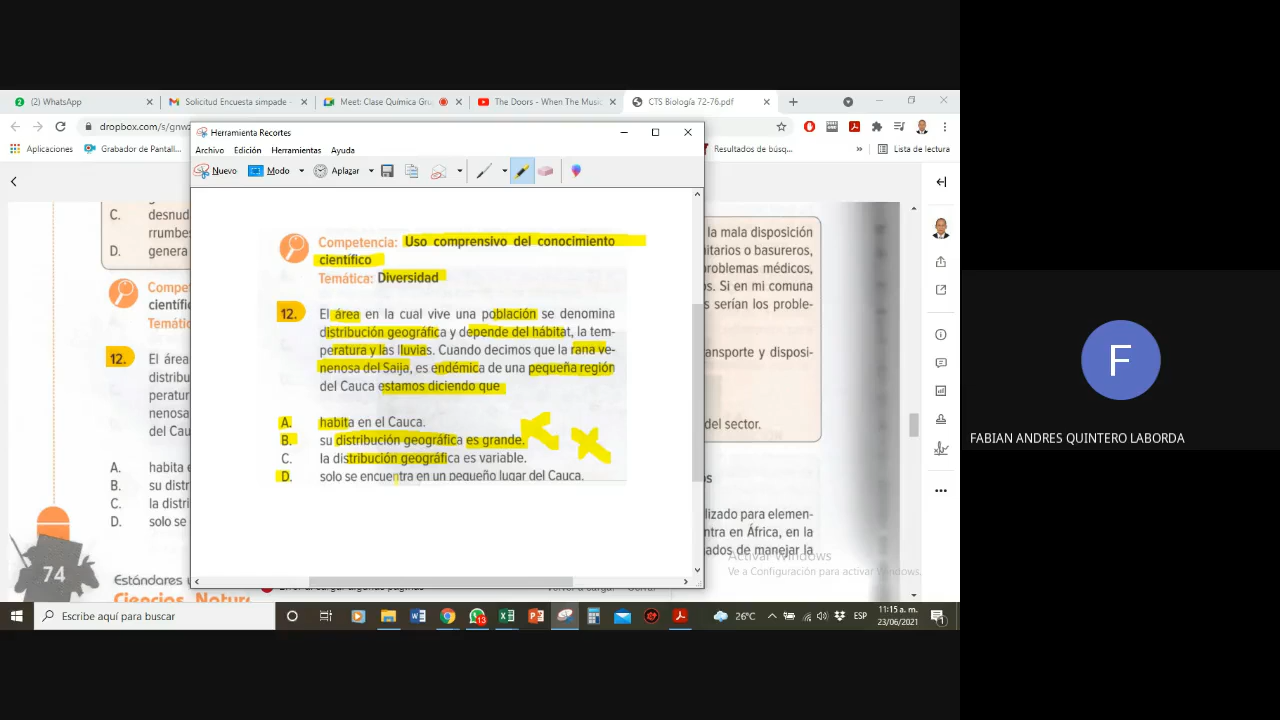 (2) WhatsApp
Solicitud Encuesta simpade
Meet: Clase Química Gru
The Doors - When The Music
CTS Biología 72-76.pdf
dropbox.com/s/gnwz
Aplicaciones
Grabador de Pantall...
Resultados de búsq...
»
Lista de lectura
Herramienta Recortes
Archivo Edición Herramientas Ayuda
Nuevo Modo Aplazar
C. desnud
rrumbes
D. genera
Compe
científic
Temátic
12. El área
distribu
peratur
nenosa
del Cau
A. habita e
B. su distr
C. la distri
D. solo se
74
Estándares
Competencia: Uso comprensivo del conocimiento
científico
Temática: Diversidad
12. El área en la cual vive una población se denomina
distribución geográfica y depende del hábitat, la tem-
peratura y las lluvias. Cuando decimos que la rana ve-
nenosa del Saija, es endémica de una pequeña región
del Cauca estamos diciendo que
A. habita en el Cauca.
B. su distribución geográfica es grande.
C. la distribución geográfica es variable.
D. solo se encuentra en un pequeño lugar del Cauca.
la mala disposición
nitarios o basureros,
problemas médicos,
os. Si en mi comuna
s serían los proble-
ansporte y disposi-
del sector.
os
lizado para elemen-
ntra en África, en la
ados de manejar la
Activar Windows
Ve a Configuración para activar Windows.
F
FABIAN ANDRES QUINTERO LABORDA
Escribe aquí para buscar
13
26°C
ESP
11:15 a. m.
23/06/2021
1